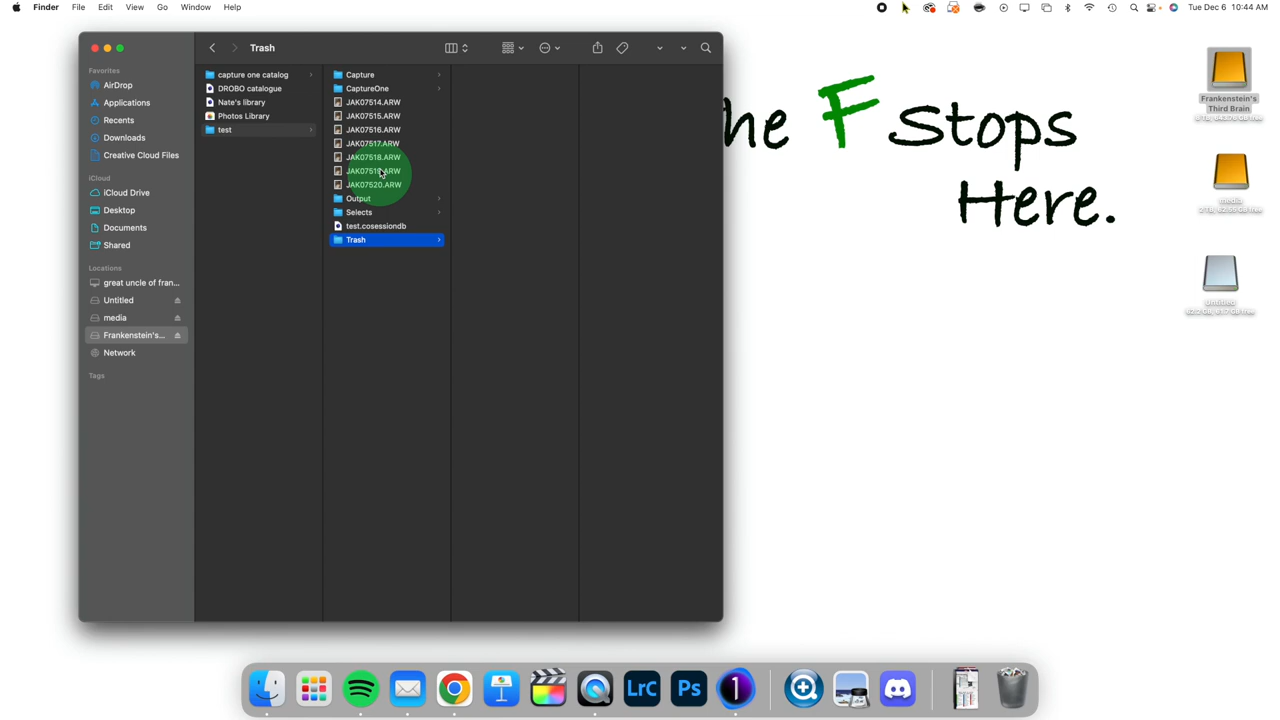 Finder File Edit View Go Window Help
Tue Dec 6 10:44 AM
Trash
Favorites
AirDrop
Applications
Recents
Downloads
Creative Cloud Files
iCloud
iCloud Drive
Desktop
Documents
Shared
Locations
great uncle of fran...
Untitled
media
Frankenstein's...
Network
Tags
capture one catalog
DROBO catalogue
Nate's library
Photos Library
test
Capture
CaptureOne
JAK07514.ARW
JAK07515.ARW
JAK07516.ARW
JAK07517.ARW
JAK07518.ARW
JAK07519.ARW
JAK07520.ARW
Output
Selects
test.cosessiondb
Trash
he F Stops
Here.
Frankenstein's
Third Brain
media
Untitled
LrC
Ps
1